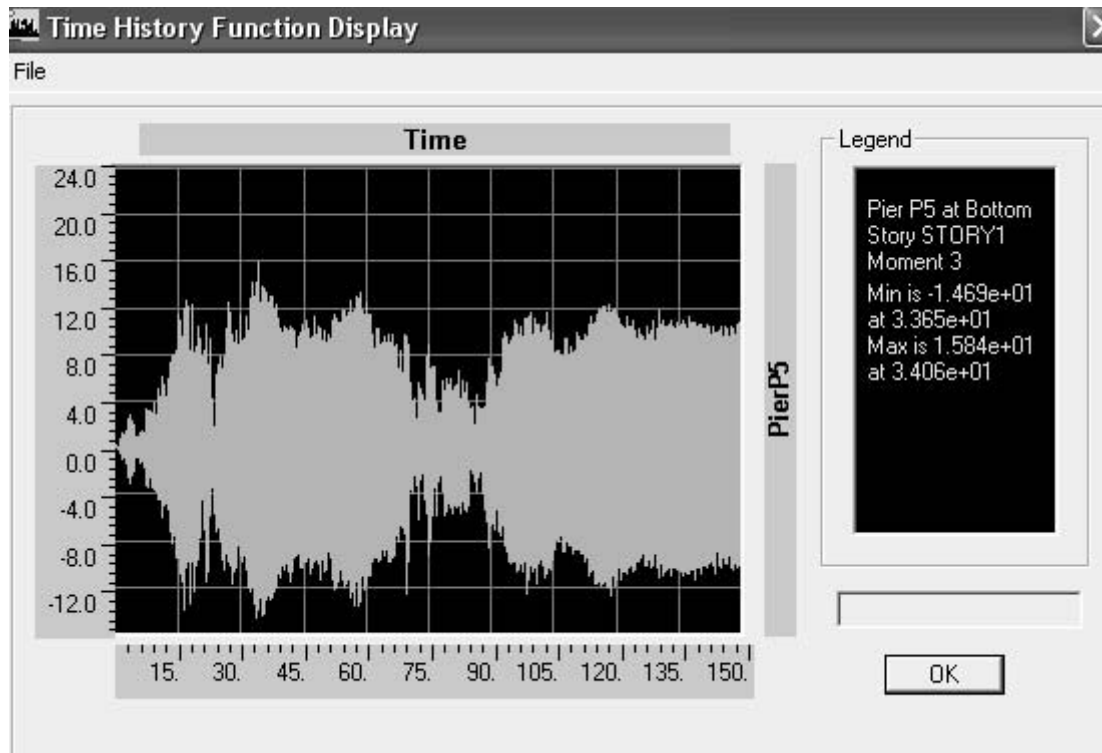 Time History Function Display
File
Time
Legend
24.0
20.0
16.0
12.0
8.0
4.0
0.0
-4.0
-8.0
-12.0
Pier P5 at Bottom
Story STORY1
Moment 3
Min is -1.469e+01
at 3.365e+01
Max is 1.584e+01
at 3.406e+01
PierP5
15. 30. 45. 60. 75. 90. 105. 120. 135. 150.
OK